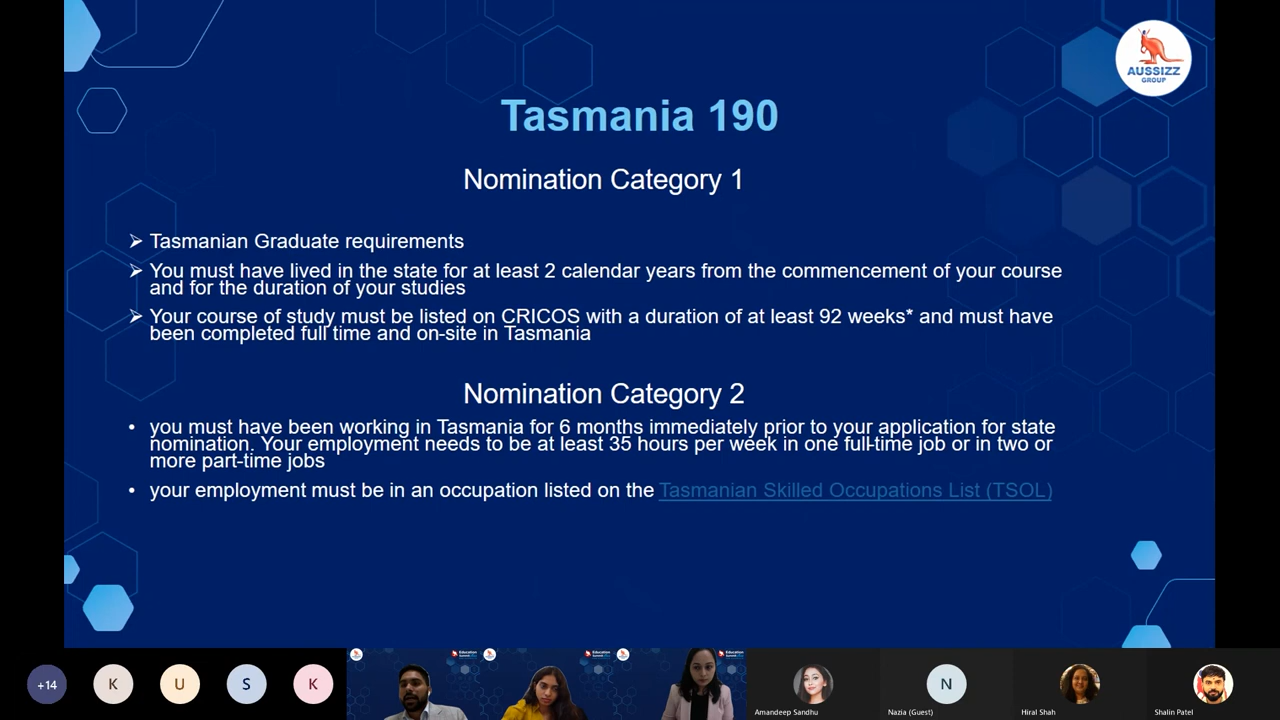 AUSSIZZ
GROUP
Tasmania 190
Nomination Category 1
Tasmanian Graduate requirements
You must have lived in the state for at least 2 calendar years from the commencement of your course
and for the duration of your studies
Your course of study must be listed on CRICOS with a duration of at least 92 weeks* and must have
been completed full time and on-site in Tasmania
Nomination Category 2
you must have been working in Tasmania for 6 months immediately prior to your application for state
nomination. Your employment needs to be at least 35 hours per week in one full-time job or in two or
more part-time jobs
your employment must be in an occupation listed on the Tasmanian Skilled Occupations List (TSOL)
+14
K
U
S
K
Education
Education
Education
N
Amandeep Sandhu
Nazia (Guest)
Hiral Shah
Shalin Patel